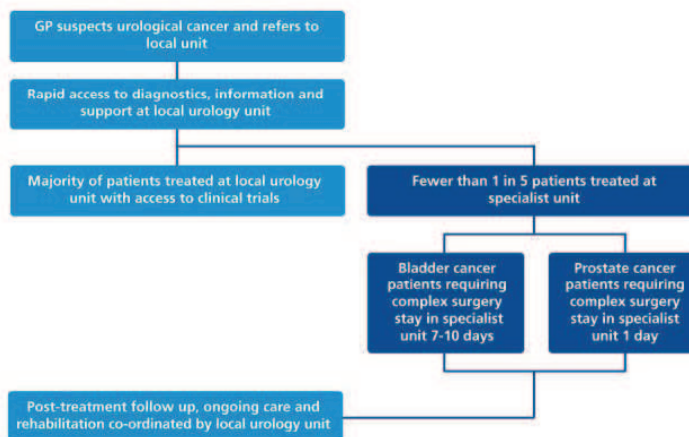 GP suspects urological cancer and refers to
local unit
Rapid access to diagnostics, information and
support at local urology unit
Majority of patients treated at local urology
unit with access to clinical trials
Fewer than 1 in 5 patients treated at
specialist unit
Bladder cancer
patients requiring
complex surgery
stay in specialist
unit 7-10 days
Prostate cancer
patients requiring
complex surgery
stay in specialist
unit 1 day
Post-treatment follow up, ongoing care and
rehabilitation co-ordinated by local urology unit